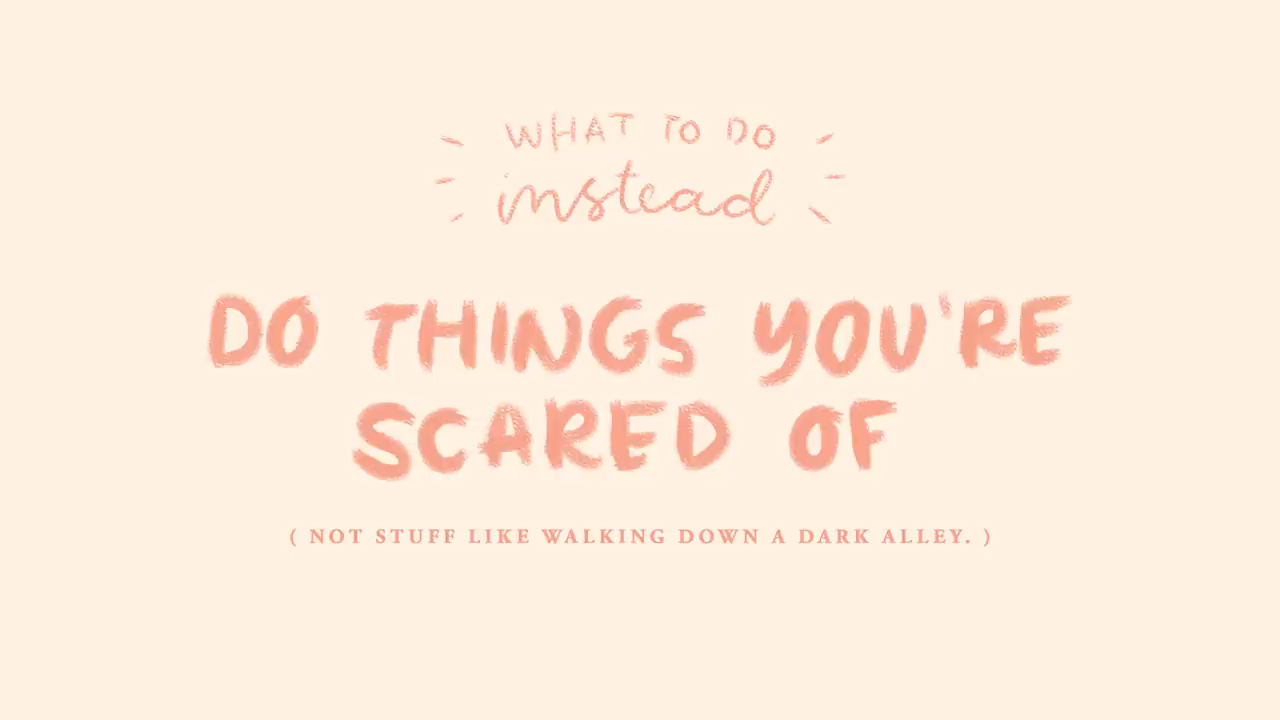 WHAT TO DO
instead
DO THINGS YOU'RE
SCARED OF
( NOT STUFF LIKE WALKING DOWN A DARK ALLEY. )